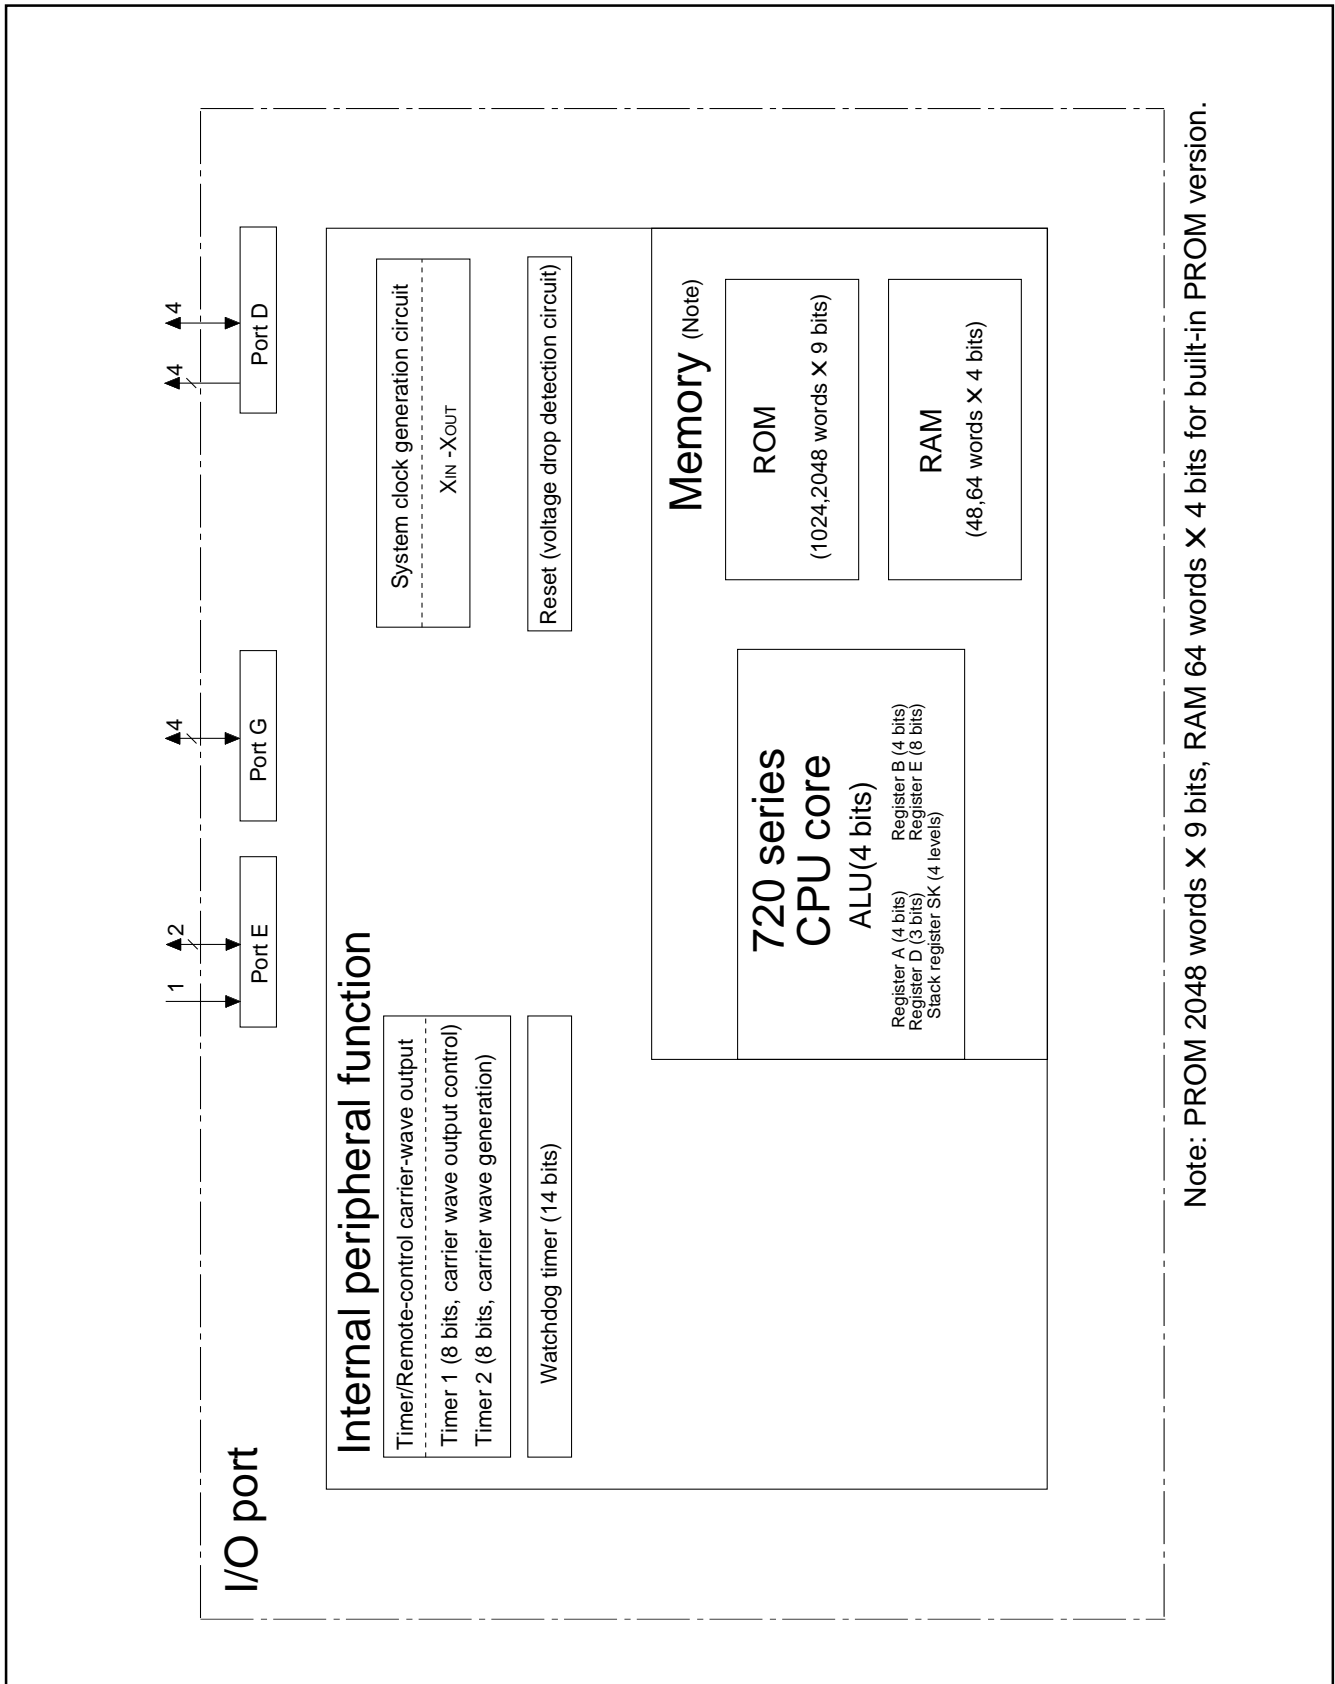 I/O port
1
2
Port E
4
Port G
4
4
Port D
Internal peripheral function
Timer/Remote-control carrier-wave output
Timer 1 (8 bits, carrier wave output control)
Timer 2 (8 bits, carrier wave generation)
Watchdog timer (14 bits)
System clock generation circuit
XIN -XOUT
Reset (voltage drop detection circuit)
720 series
CPU core
ALU(4 bits)
Register A (4 bits) Register B (4 bits)
Register D (3 bits) Register E (8 bits)
Stack register SK (4 levels)
Memory (Note)
ROM
(1024,2048 words ✕ 9 bits)
RAM
(48,64 words ✕ 4 bits)
Note: PROM 2048 words ✕ 9 bits, RAM 64 words ✕ 4 bits for built-in PROM version.